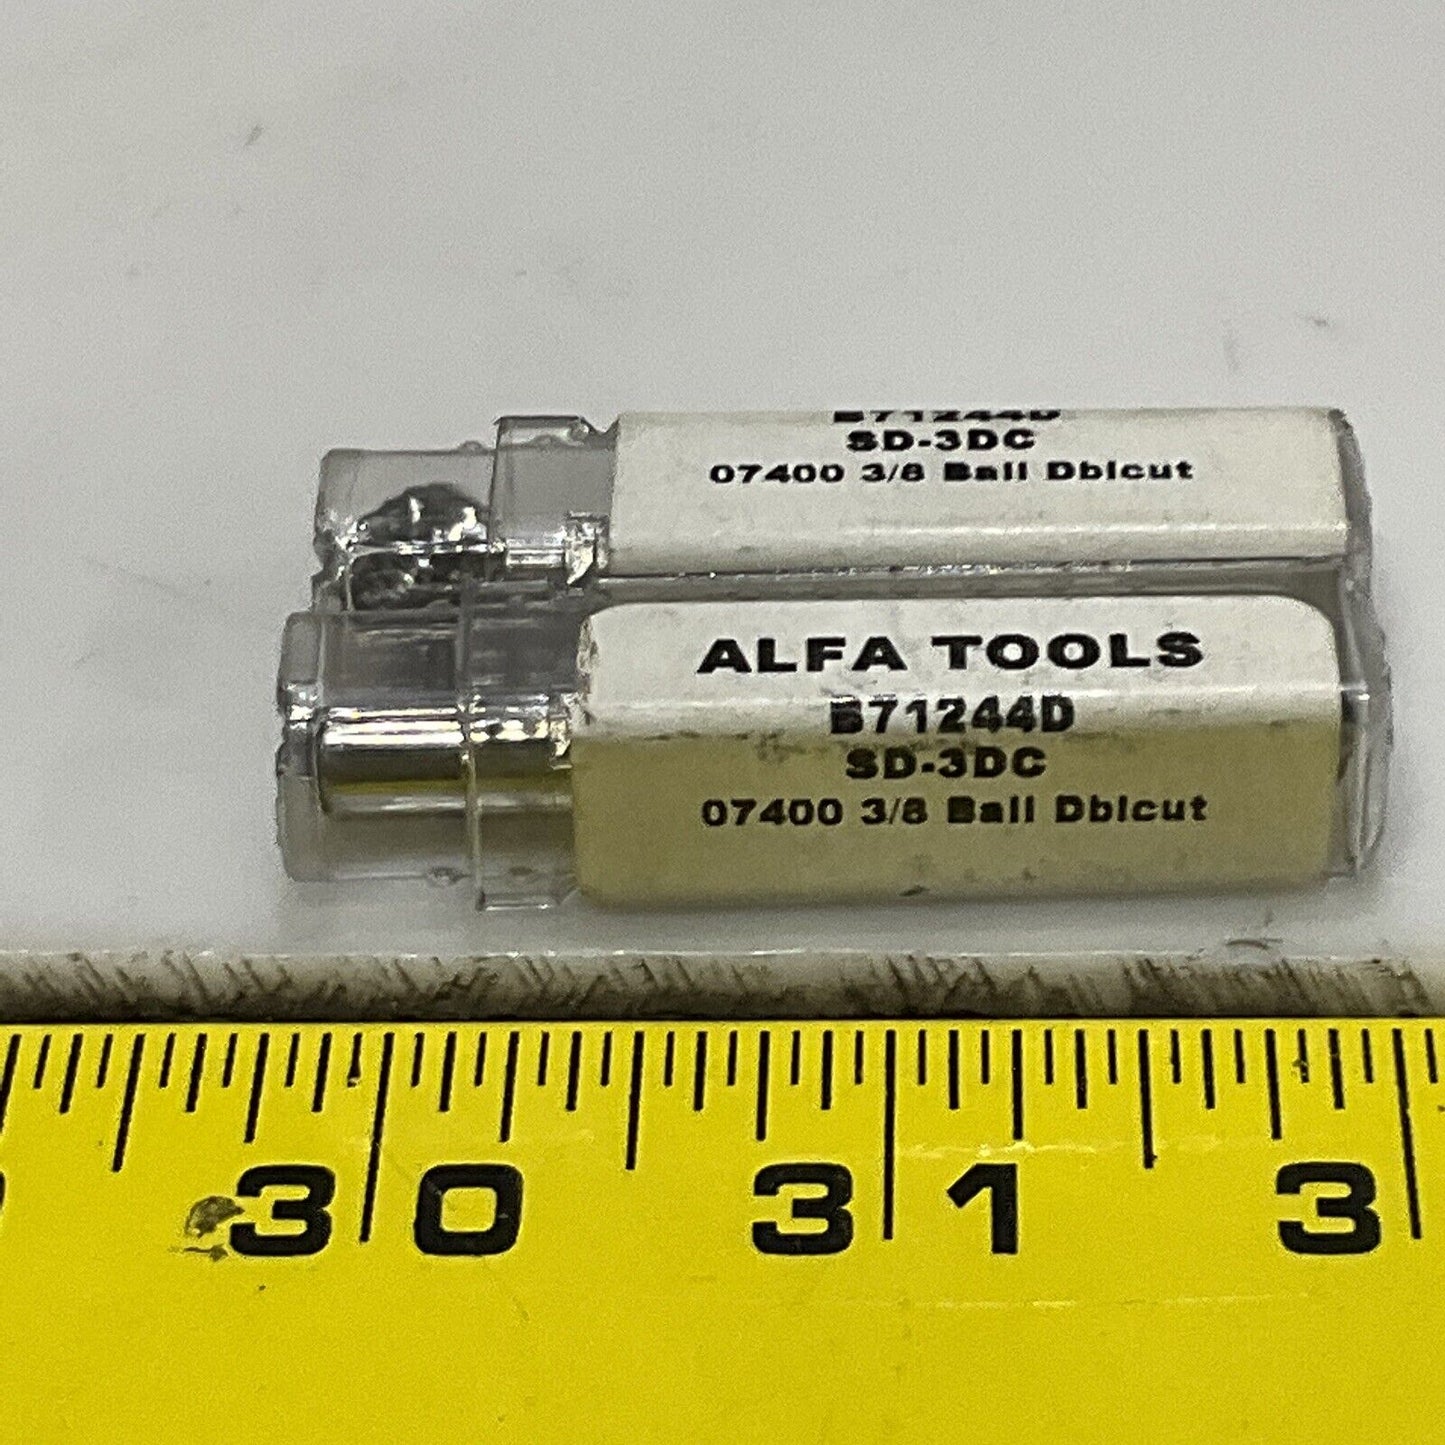 B71244D
SD-3DC
07400 3/8 Ball Dblcut
ALFA TOOLS
B71244D
SD-3DC
07400 3/8 Ball Dblcut
30 31 3